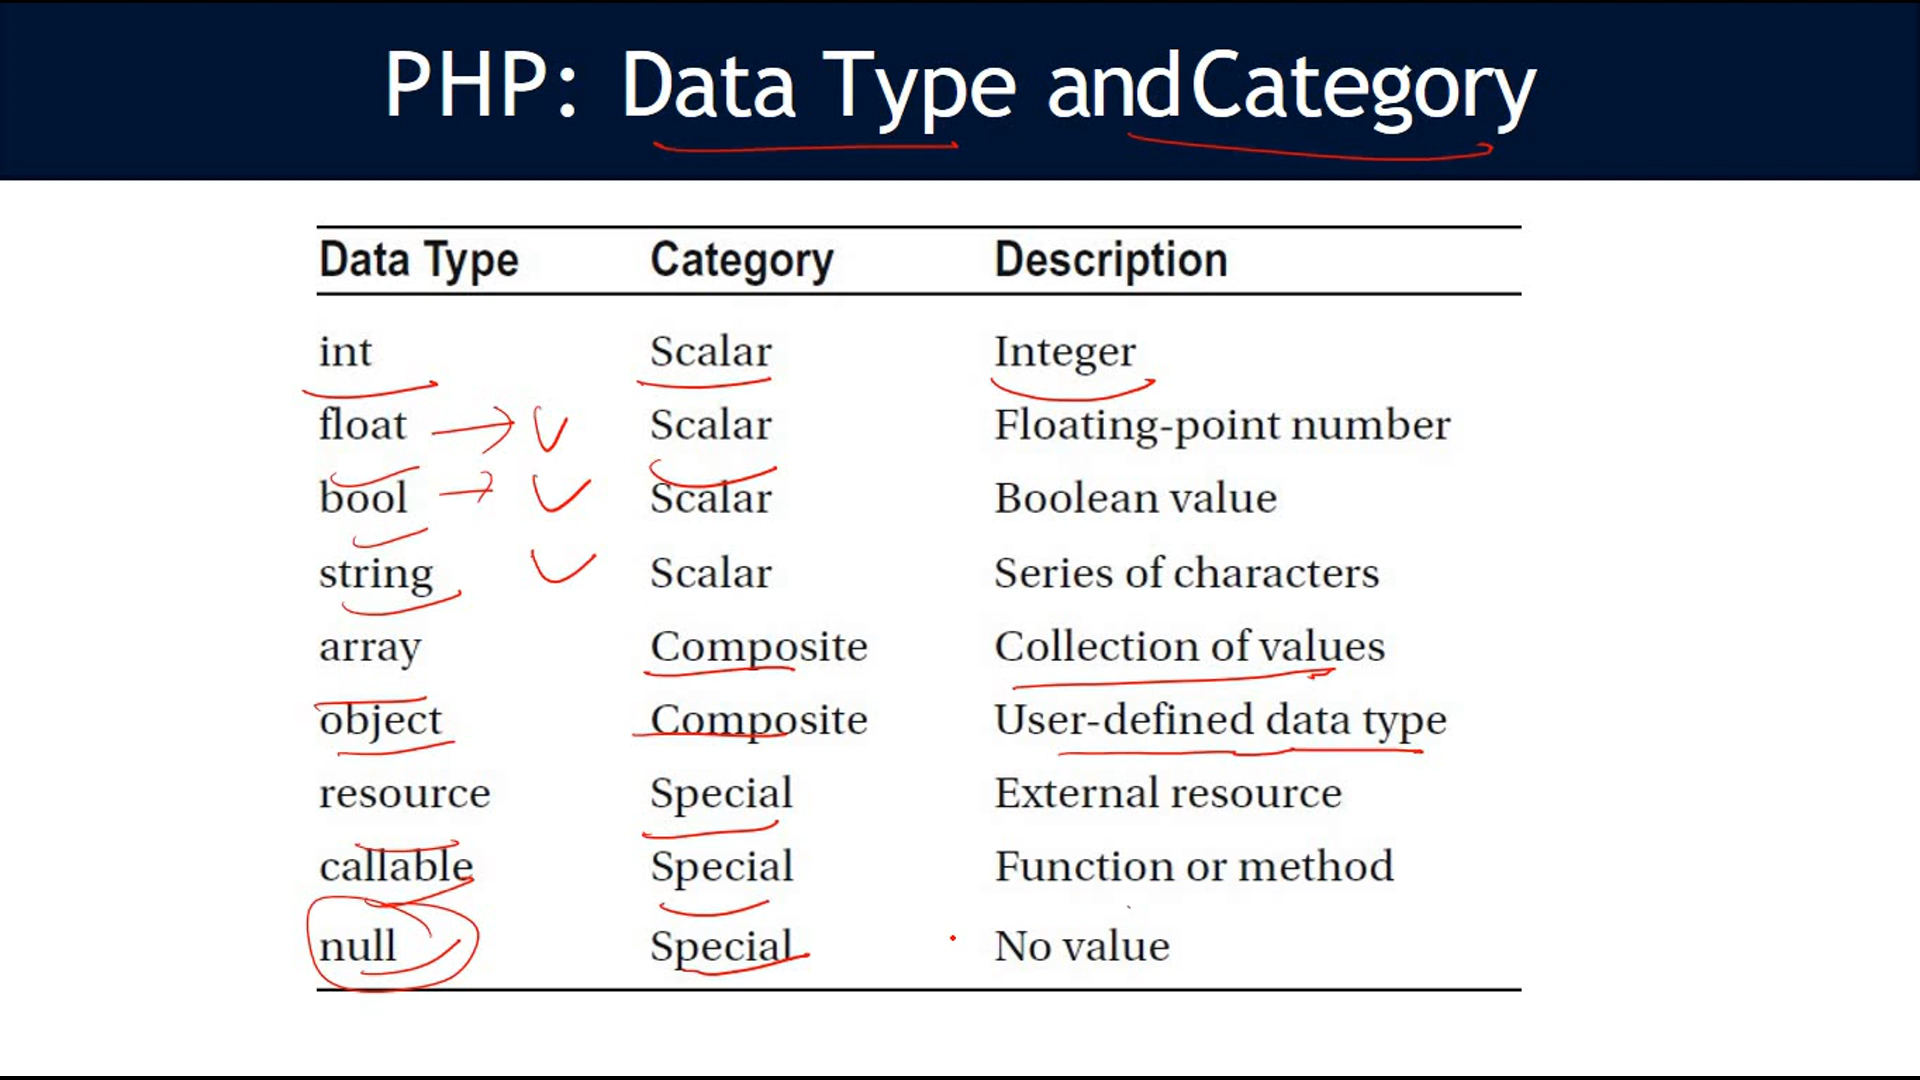 PHP: Data Type and Category
Data Type Category Description
int Scalar Integer
float Scalar Floating-point number
bool Scalar Boolean value
string Scalar Series of characters
array Composite Collection of values
object Composite User-defined data type
resource Special External resource
callable Special Function or method
null Special No value